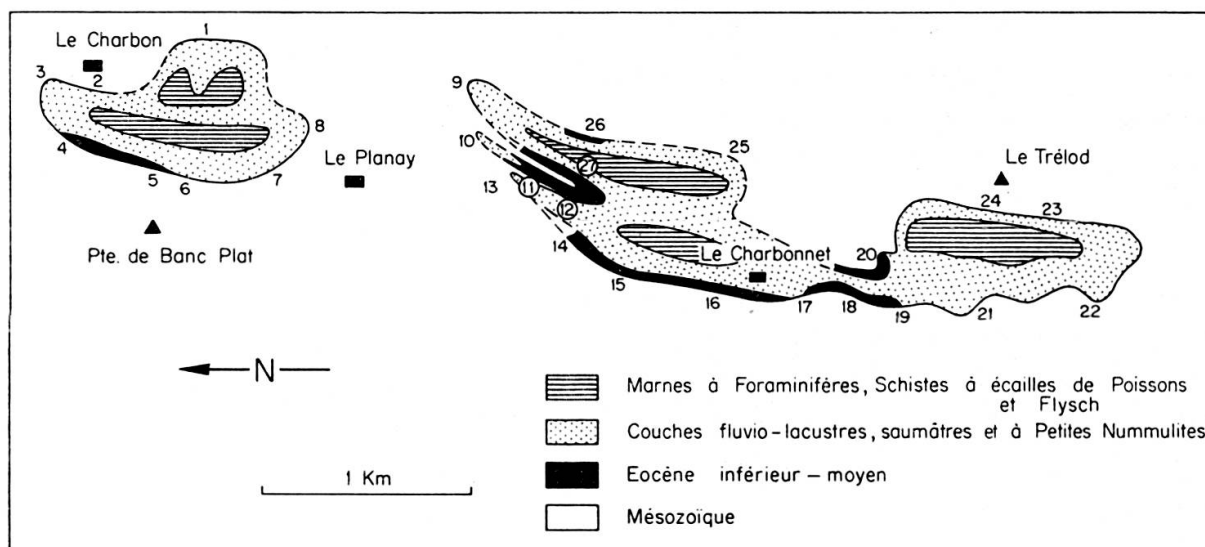 1
Le Charbon
3
2
8
4
Le Planay
5
6
7
Pte. de Banc Plat
9
26
10
25
27
Le Trélod
13
11
24
23
12
14
Le Charbonnet
20
15
16
17
18
19
21
22
N
Marnes à Foraminifères, Schistes à écailles de Poissons
et Flysch
Couches fluvio-lacustres, saumâtres et à Petites Nummulites
1 Km
Eocène inférieur – moyen
Mésozoïque